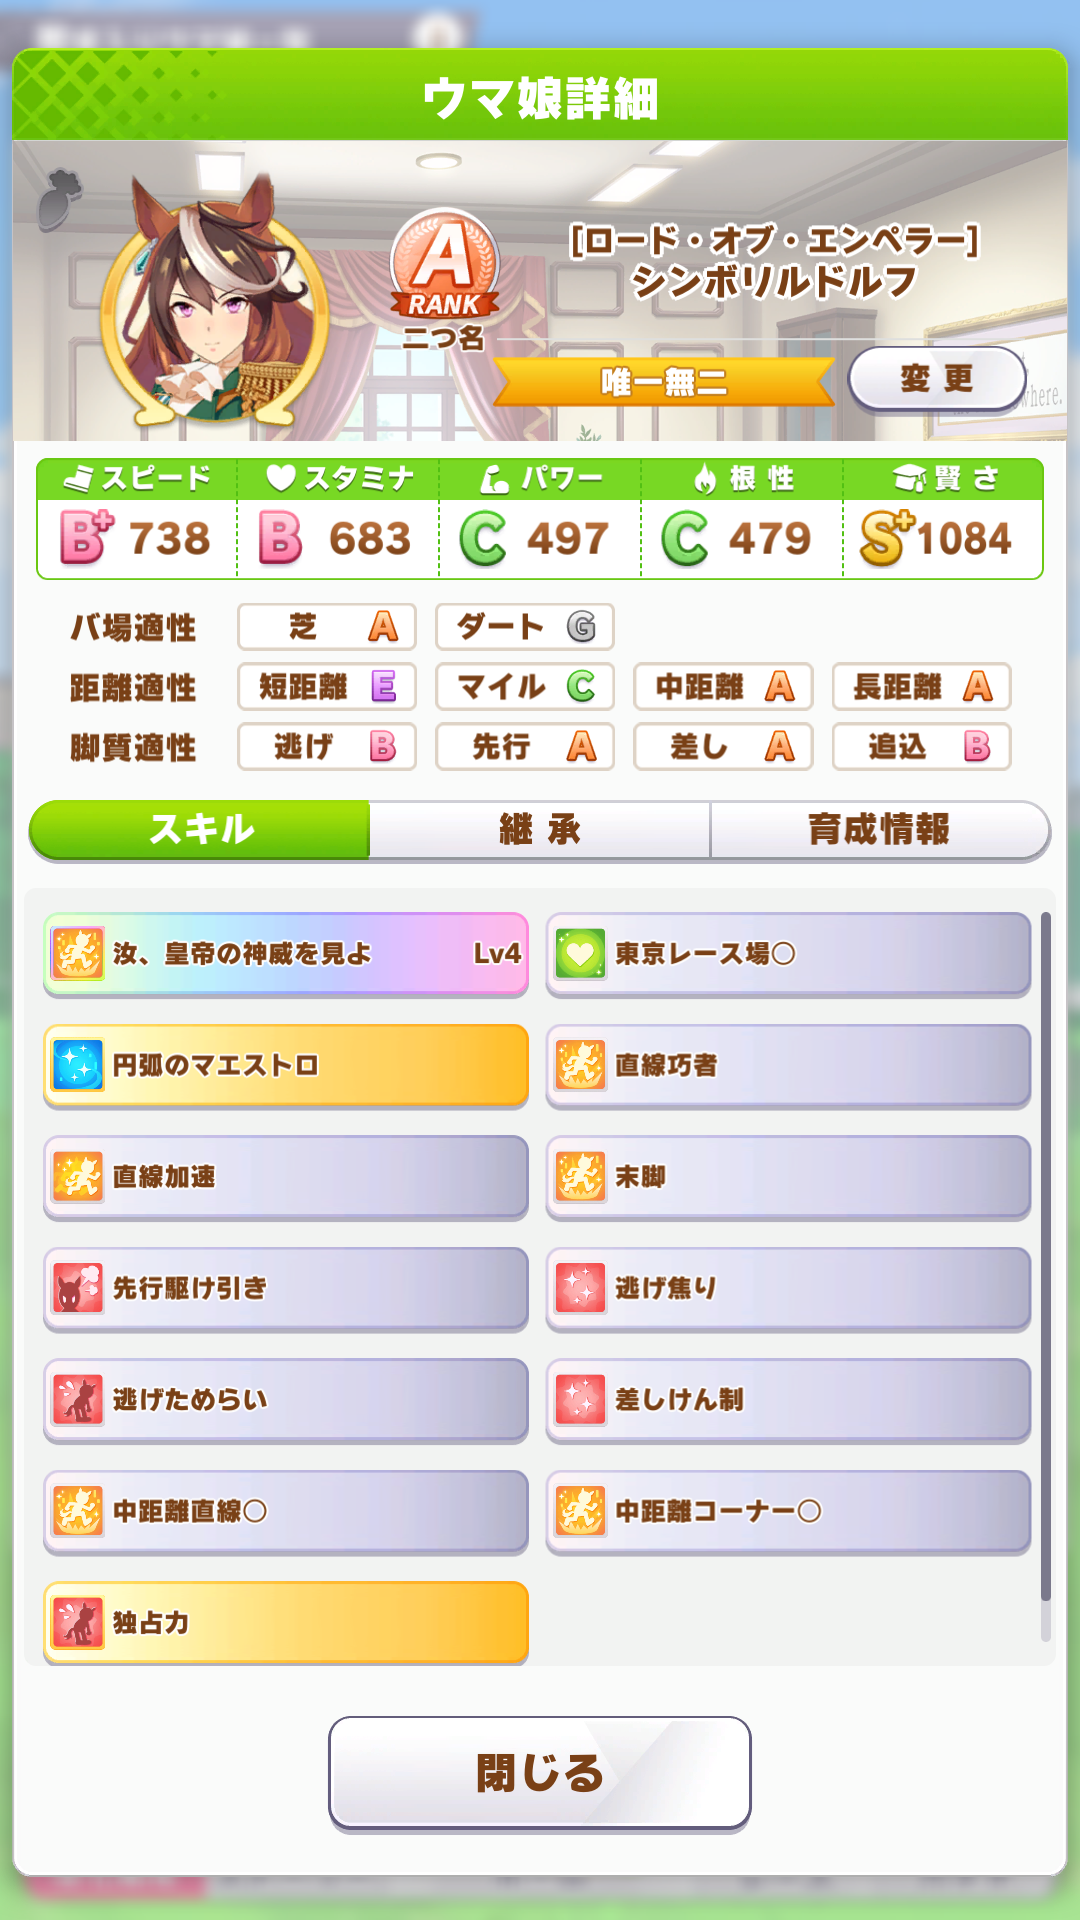 ウマ娘詳細
A
RANK
二つ名
[ロード・オブ・エンペラー]
シンボリルドルフ
唯一無二
変更
スピード スタミナ パワー 根性 賢さ
B+ 738 B 683 C 497 C 479 S+ 1084
バ場適性 芝 A ダート G
距離適性 短距離 E マイル C 中距離 A 長距離 A
脚質適性 逃げ B 先行 A 差し A 追込 B
スキル 継承 育成情報
汝、皇帝の神威を見よ Lv4 東京レース場○
円弧のマエストロ 直線巧者
直線加速 末脚
先行駆け引き 逃げ焦り
逃げためらい 差しけん制
中距離直線○ 中距離コーナー○
独占力
閉じる